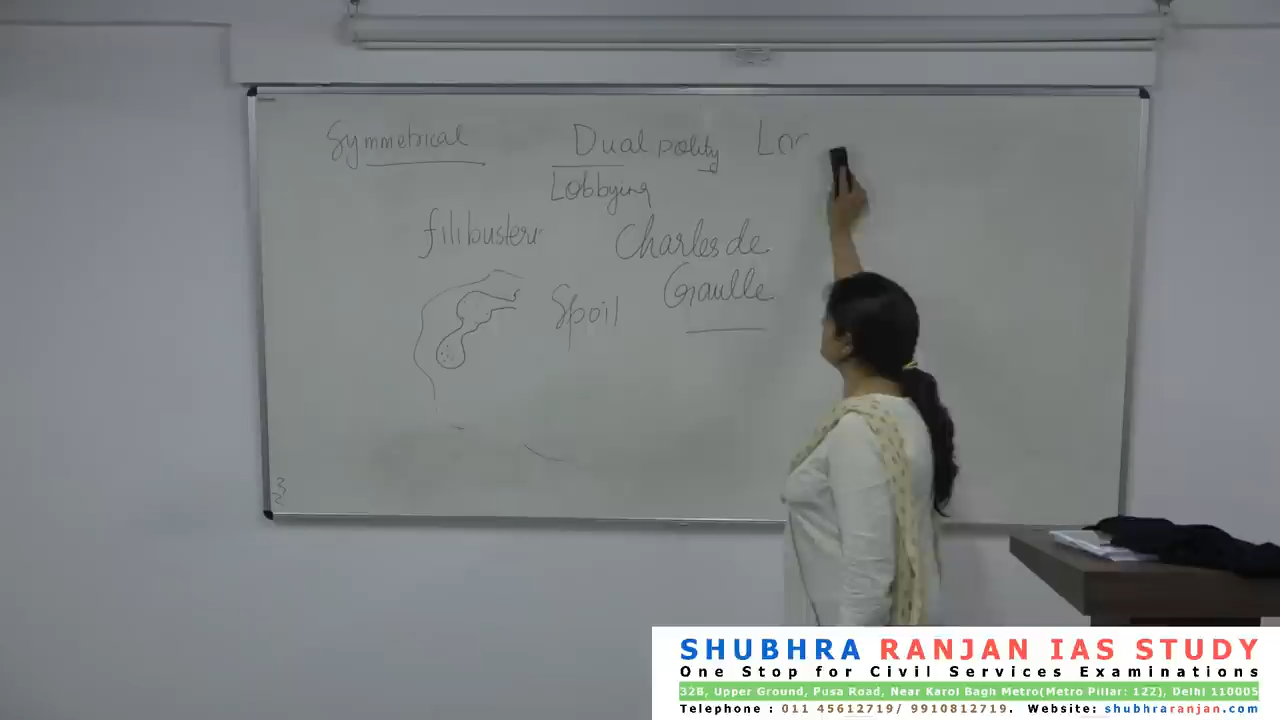 Symmetrical Dual polity
Lobbying
filibusteri
Charles de
Gaulle
Spoil
SHUBHRA RANJAN IAS STUDY
One Stop for Civil Services Examinations
32B, Upper Ground, Pusa Road, Near Karol Bagh Metro(Metro Pillar: 122), Delhi 110005
Telephone : 011 45612719/ 9910812719. Website: shubhraranjan.com